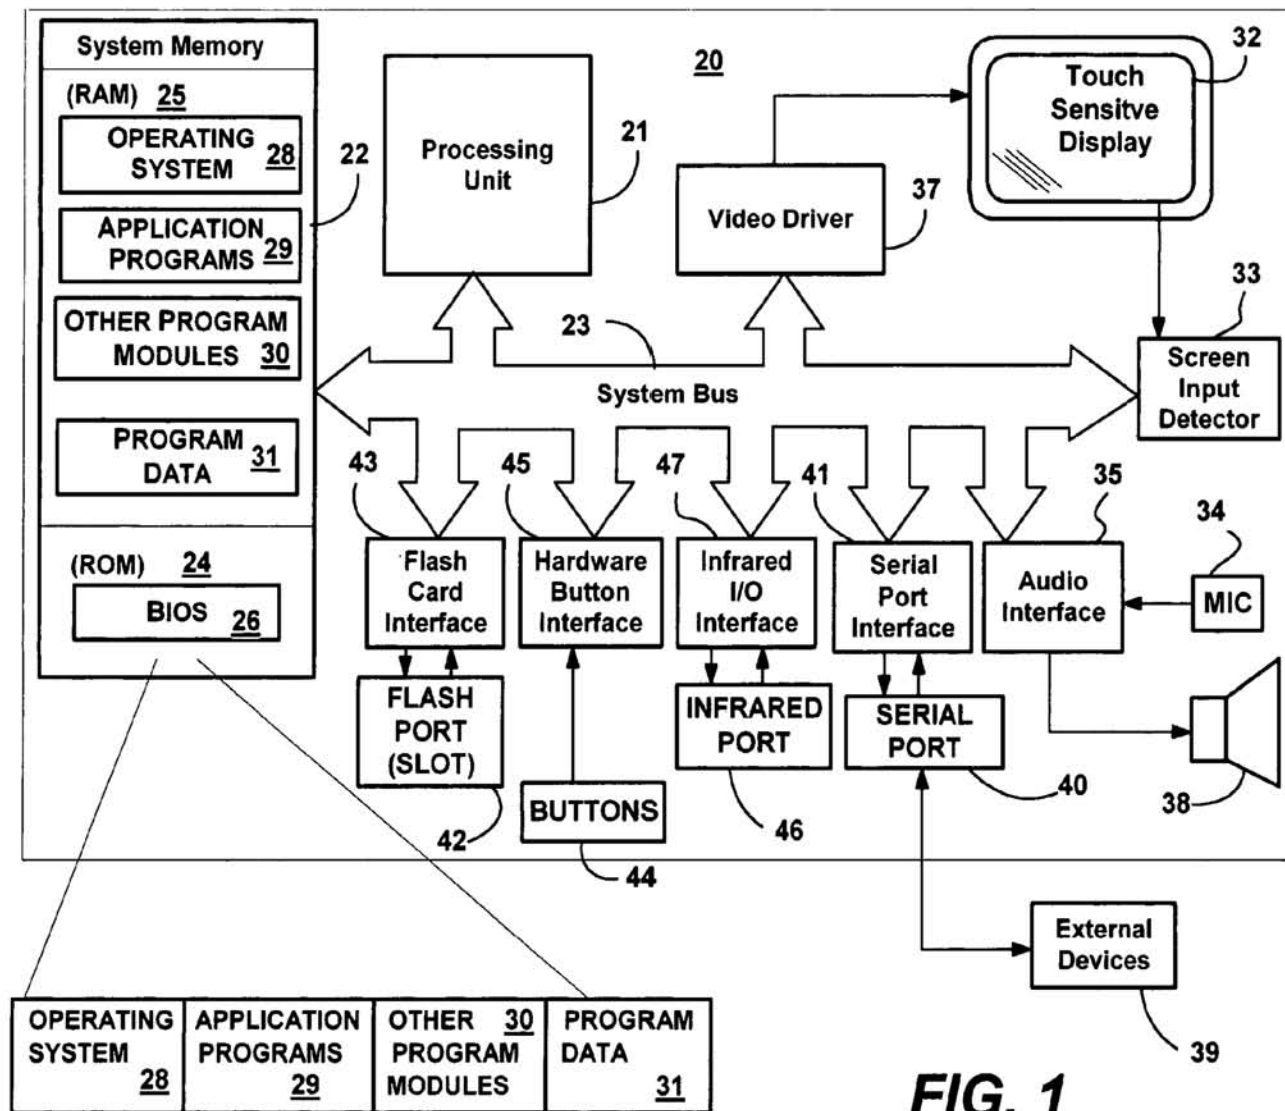 System Memory
(RAM) 25
OPERATING
SYSTEM 28
APPLICATION
PROGRAMS 29
OTHER PROGRAM
MODULES 30
PROGRAM
DATA 31
(ROM) 24
BIOS 26
22
Processing
Unit
21
20
Video Driver
37
Touch
Sensitve
Display
32
33
Screen
Input
Detector
23
System Bus
43
45
47
41
35
34
Flash
Card
Interface
Hardware
Button
Interface
Infrared
I/O
Interface
Serial
Port
Interface
Audio
Interface
MIC
FLASH
PORT
(SLOT)
42
BUTTONS
44
INFRARED
PORT
46
SERIAL
PORT
40
38
External
Devices
39
OPERATING
SYSTEM
28
APPLICATION
PROGRAMS
29
OTHER 30
PROGRAM
MODULES
PROGRAM
DATA
31
FIG. 1